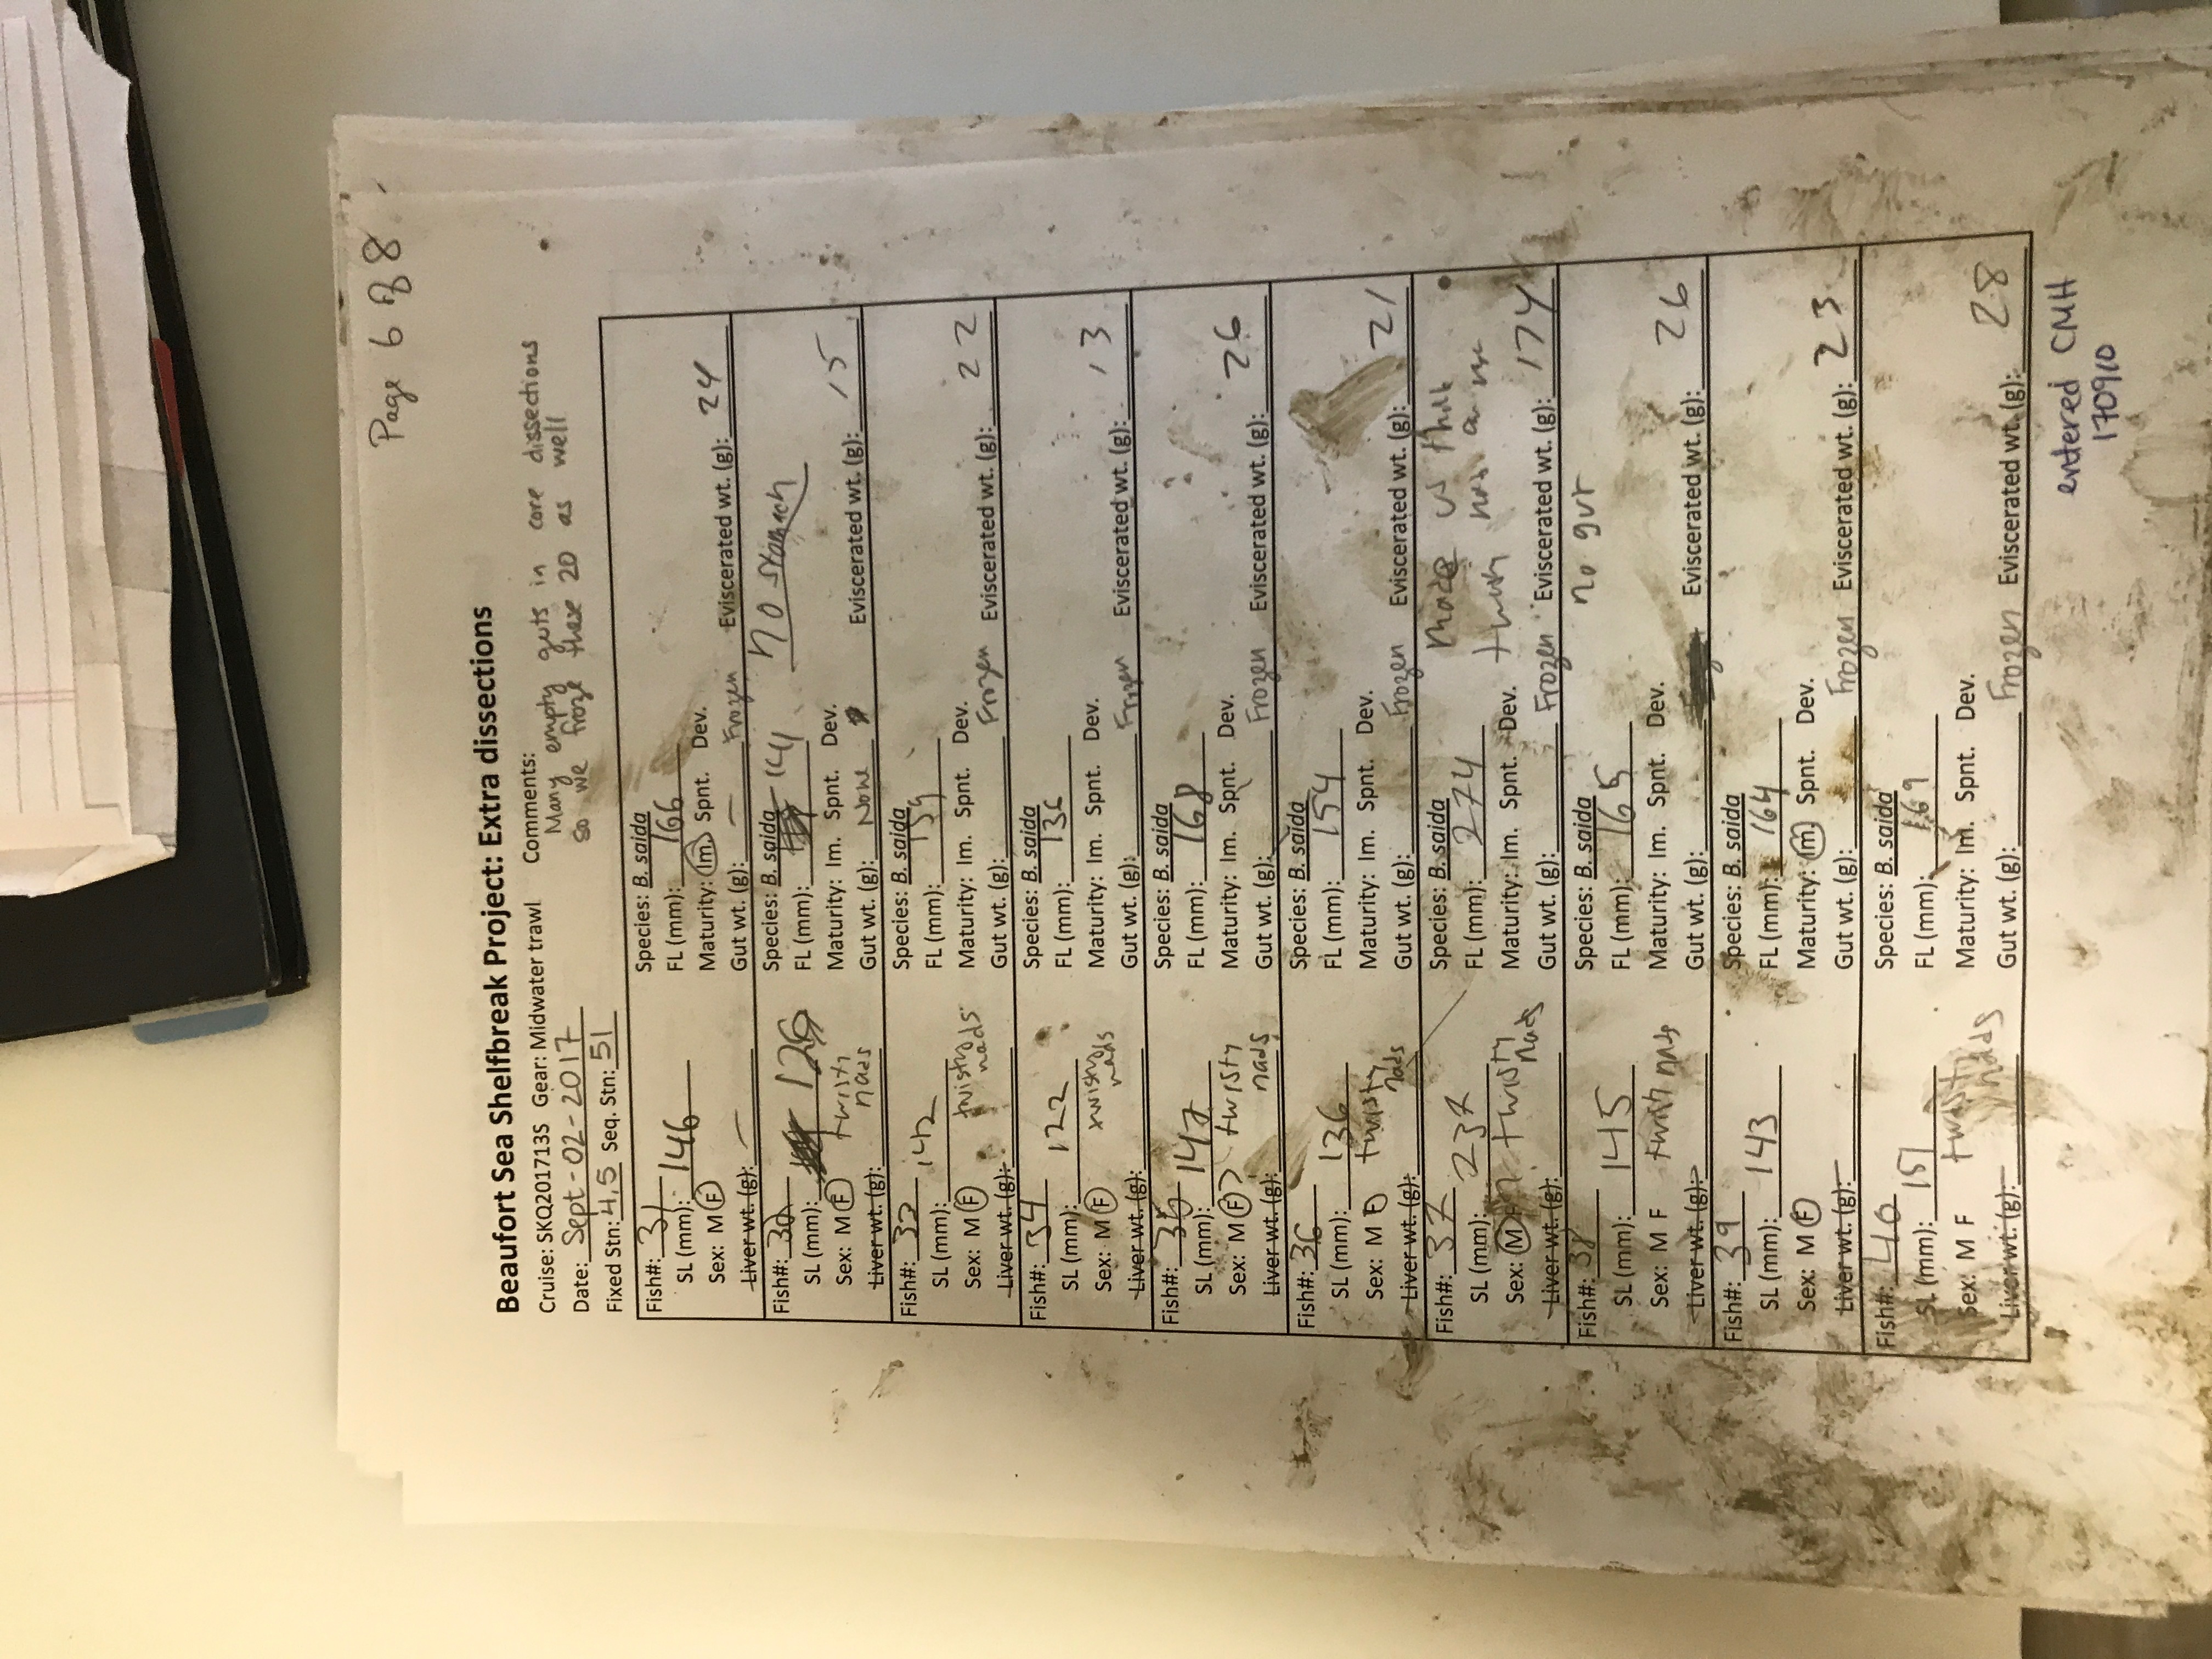 Page 6 of 8
Beaufort Sea Shelfbreak Project: Extra dissections
Cruise: SKQ201713S Gear: Midwater trawl Comments:
Many empty guts in core dissections
so we froze these 20 as well
Date: Sept-02-2017
Fixed Stn: 4,5 Seq. Stn: 51
Fish#: 31 Species: B. saida
SL (mm): 146 FL (mm): 166
Sex: M F Maturity: Im. Spnt. Dev.
Liver wt. (g): — Gut wt. (g): — Frozen Eviscerated wt. (g): 24
Fish#: 32 Species: B. saida no stomach
SL (mm): 126 FL (mm): 144
Sex: M F twisty nads Maturity: Im. Spnt. Dev.
Liver wt. (g): Gut wt. (g): None Eviscerated wt. (g): 15
Fish#: 33 Species: B. saida
SL (mm): 142 FL (mm): 159
Sex: M F twisty nads Maturity: Im. Spnt. Dev.
Liver wt. (g): Gut wt. (g): Frozen Eviscerated wt. (g): 22
Fish#: 34 Species: B. saida
SL (mm): 122 FL (mm): 136
Sex: M F twisty nads Maturity: Im. Spnt. Dev.
Liver wt. (g): Gut wt. (g): Frozen Eviscerated wt. (g): 13
Fish#: 35 Species: B. saida
SL (mm): 147 FL (mm): 168
Sex: M F twisty nads Maturity: Im. Spnt. Dev.
Liver wt. (g): Gut wt. (g): Frozen Eviscerated wt. (g): 26
Fish#: 36 Species: B. saida
SL (mm): 136 FL (mm): 154
Sex: M F twisty nads Maturity: Im. Spnt. Dev.
Liver wt. (g): Gut wt. (g): Frozen Eviscerated wt. (g): 21
Fish#: 37 Species: B. saida made us think
SL (mm): 237 FL (mm): 274 twisty nads are m
Sex: M F twisty nads Maturity: Im. Spnt. Dev.
Liver wt. (g): Gut wt. (g): Frozen Eviscerated wt. (g): 174
Fish#: 38 Species: B. saida no gut
SL (mm): 145 FL (mm): 165
Sex: M F twisty nads Maturity: Im. Spnt. Dev.
Liver wt. (g): Gut wt. (g): Eviscerated wt. (g): 26
Fish#: 39 Species: B. saida
SL (mm): 143 FL (mm): 164
Sex: M F Maturity: Im. Spnt. Dev.
Liver wt. (g): Gut wt. (g): Frozen Eviscerated wt. (g): 23
Fish#: 40 Species: B. saida
SL (mm): 151 FL (mm): 169
Sex: M F twisty nads Maturity: Im. Spnt. Dev.
Liver wt. (g): Gut wt. (g): Frozen Eviscerated wt. (g): 28
entered CMH
170910